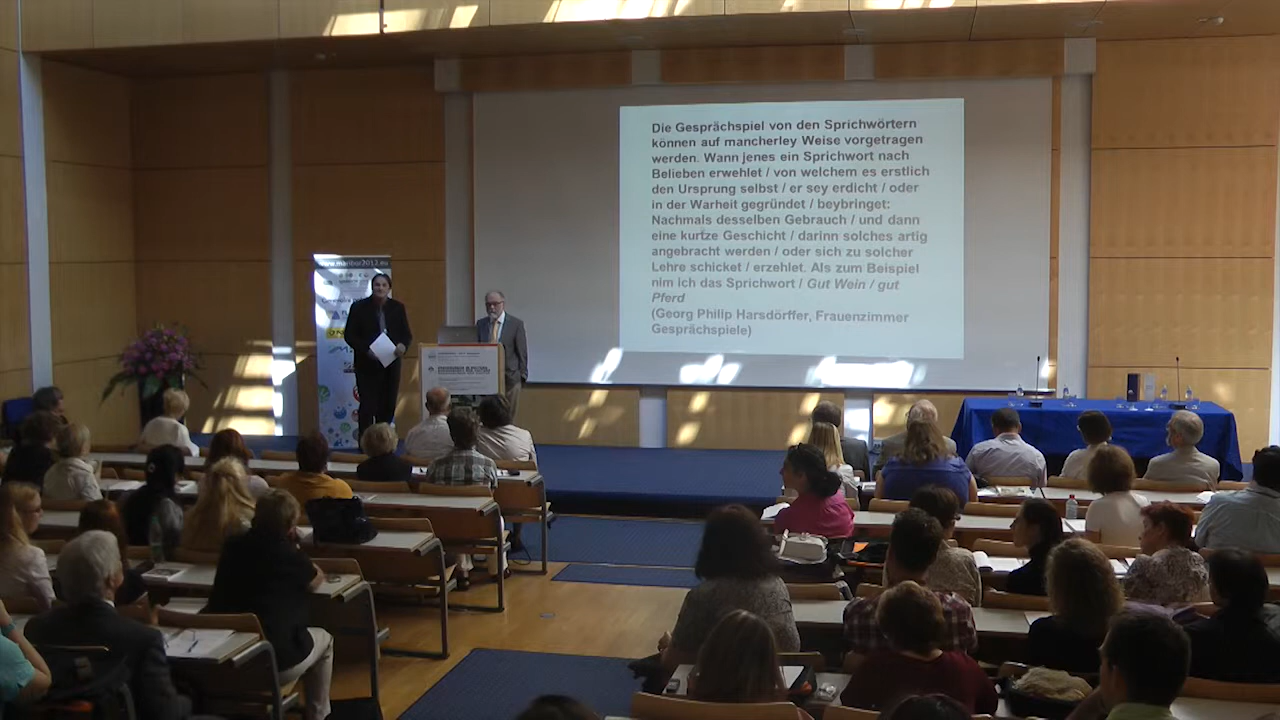 Die Gesprächspiel von den Sprichwörtern
können auf mancherley Weise vorgetragen
werden. Wann jenes ein Sprichwort nach
Belieben erwehlet / von welchem es erstlich
den Ursprung selbst / er sey erdicht / oder
in der Warheit gegründet / beybringet:
Nachmals desselben Gebrauch / und dann
eine kurtze Geschicht / darinn solches artig
angebracht werden / oder sich zu solcher
Lehre schicket / erzehlet. Als zum Beispiel
nim ich das Sprichwort / Gut Wein / gut
Pferd
(Georg Philip Harsdörffer, Frauenzimmer
Gesprächspiele)
www.maribor2012.eu